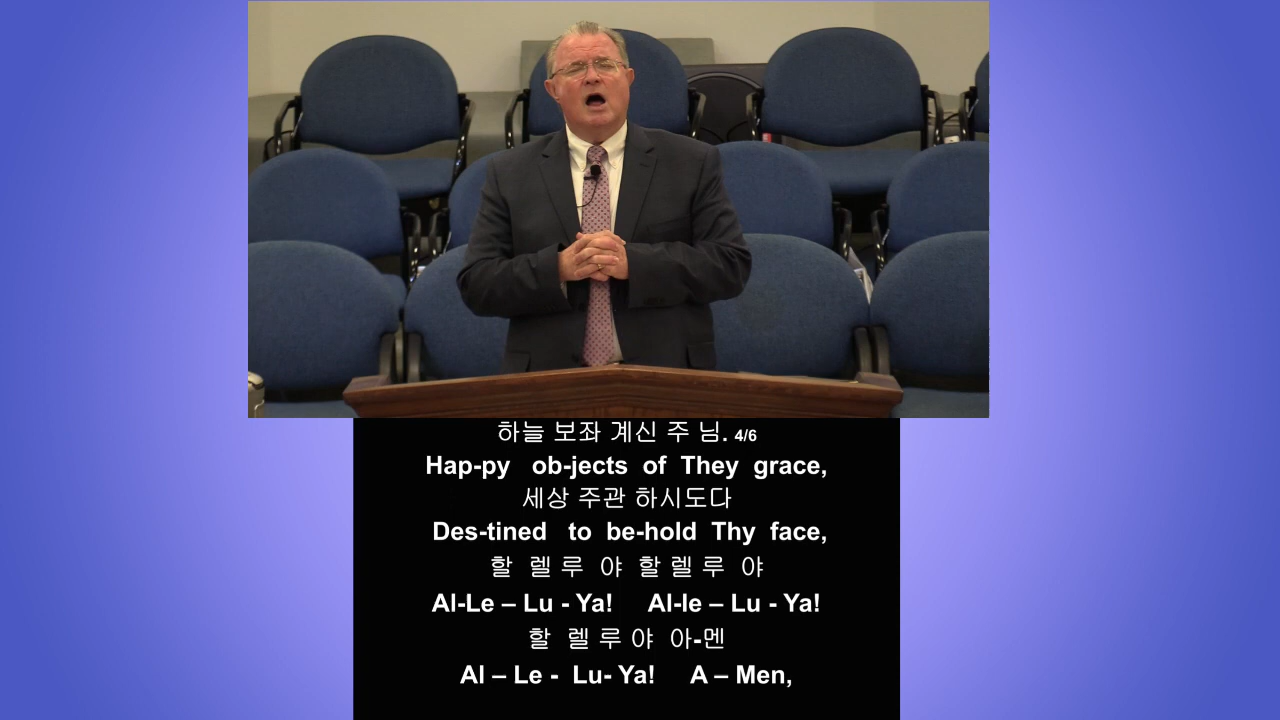 하늘 보좌 계신 주 님. 4/6
Hap-py ob-jects of They grace,
세상 주관 하시도다
Des-tined to be-hold Thy face,
할 렐 루 야 할 렐 루 야
Al-Le – Lu - Ya! Al-le – Lu - Ya!
할 렐 루 야 아-멘
Al – Le - Lu- Ya! A – Men,